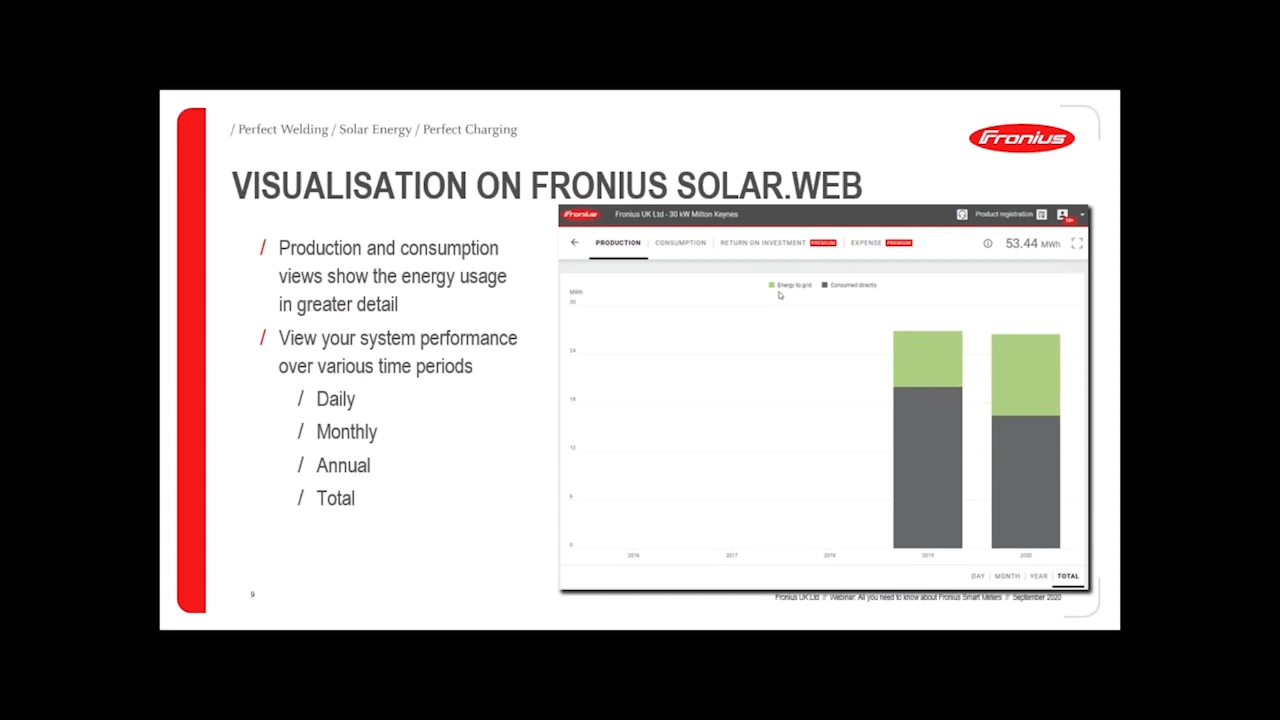 / Perfect Welding / Solar Energy / Perfect Charging
Fronius
VISUALISATION ON FRONIUS SOLAR.WEB
/ Production and consumption
views show the energy usage
in greater detail
/ View your system performance
over various time periods
/ Daily
/ Monthly
/ Annual
/ Total
Fronius
Fronius UK Ltd - 30 kW Milton Keynes
Product registration
PRODUCTION
CONSUMPTION
RETURN ON INVESTMENT PREMIUM
EXPENSE PREMIUM
53.44 MWh
Energy to grid
Consumed directly
MWh
30
24
18
12
6
0
2016
2017
2018
2019
2020
DAY
MONTH
YEAR
TOTAL
9
Fronius UK Ltd // Webinar: All you need to know about Fronius Smart Meters // September 2020